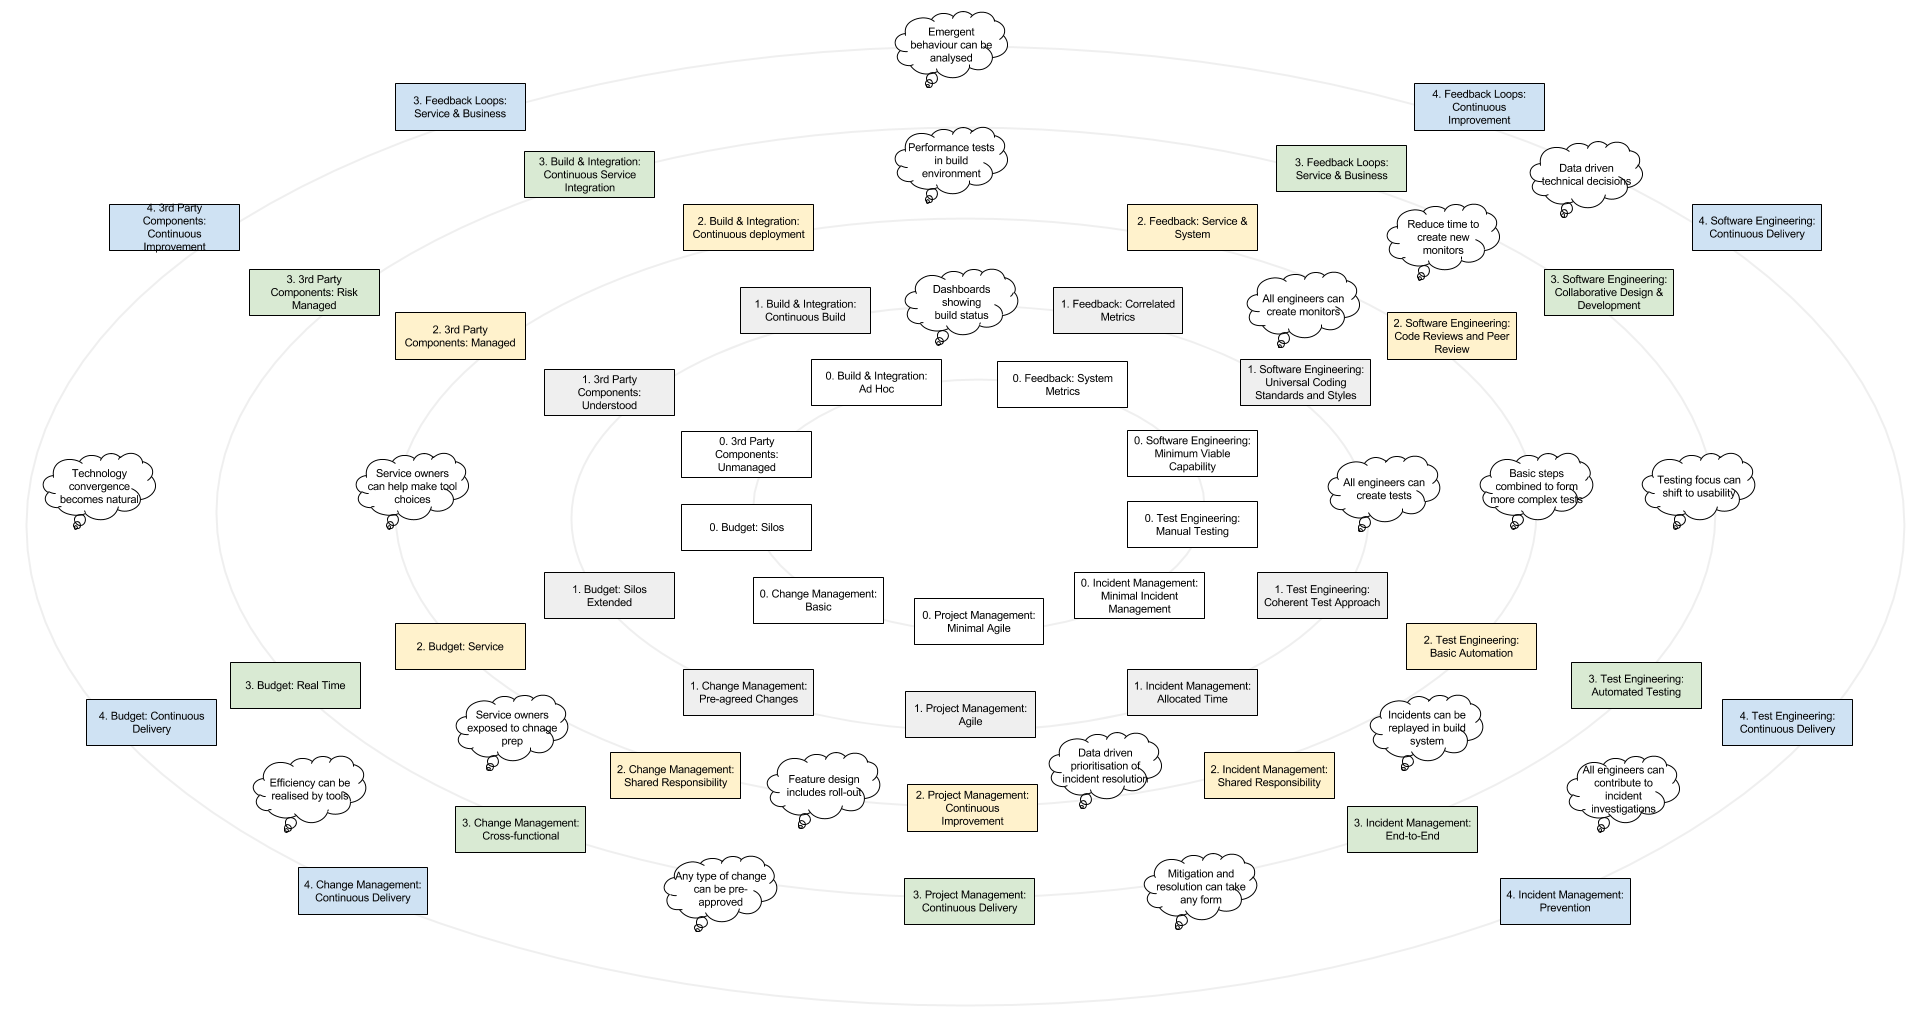 Emergent
behaviour can be
analysed
3. Feedback Loops:
Service & Business
4. Feedback Loops:
Continuous
Improvement
Performance tests
in build
environment
3. Build & Integration:
Continuous Service
Integration
3. Feedback Loops:
Service & Business
Data driven
technical decisions
4. 3rd Party
Components:
Continuous
Improvement
2. Build & Integration:
Continuous deployment
2. Feedback: Service &
System
Reduce time to
create new
monitors
4. Software Engineering:
Continuous Delivery
3. 3rd Party
Components: Risk
Managed
Dashboards
showing
build status
All engineers can
create monitors
3. Software Engineering:
Collaborative Design &
Development
1. Build & Integration:
Continuous Build
1. Feedback: Correlated
Metrics
2. 3rd Party
Components: Managed
2. Software Engineering:
Code Reviews and Peer
Review
1. 3rd Party
Components:
Understood
0. Build & Integration:
Ad Hoc
0. Feedback: System
Metrics
1. Software Engineering:
Universal Coding
Standards and Styles
0. 3rd Party
Components:
Unmanaged
0. Software Engineering:
Minimum Viable
Capability
Technology
convergence
becomes natural
Service owners
can help make tool
choices
All engineers can
create tests
Basic steps
combined to form
more complex tests
Testing focus can
shift to usability
0. Budget: Silos
0. Test Engineering:
Manual Testing
1. Budget: Silos
Extended
0. Change Management:
Basic
0. Project Management:
Minimal Agile
0. Incident Management:
Minimal Incident
Management
1. Test Engineering:
Coherent Test Approach
2. Budget: Service
2. Test Engineering:
Basic Automation
3. Budget: Real Time
1. Change Management:
Pre-agreed Changes
1. Project Management:
Agile
1. Incident Management:
Allocated Time
3. Test Engineering:
Automated Testing
4. Budget: Continuous
Delivery
Service owners
exposed to chnage
prep
Incidents can be
replayed in build
system
4. Test Engineering:
Continuous Delivery
Efficiency can be
realised by tools
2. Change Management:
Shared Responsibility
Feature design
includes roll-out
Data driven
prioritisation of
incident resolution
2. Incident Management:
Shared Responsibility
All engineers can
contribute to
incident
investigations
2. Project Management:
Continuous
Improvement
3. Change Management:
Cross-functional
3. Incident Management:
End-to-End
4. Change Management:
Continuous Delivery
Any type of change
can be pre-
approved
3. Project Management:
Continuous Delivery
Mitigation and
resolution can take
any form
4. Incident Management:
Prevention